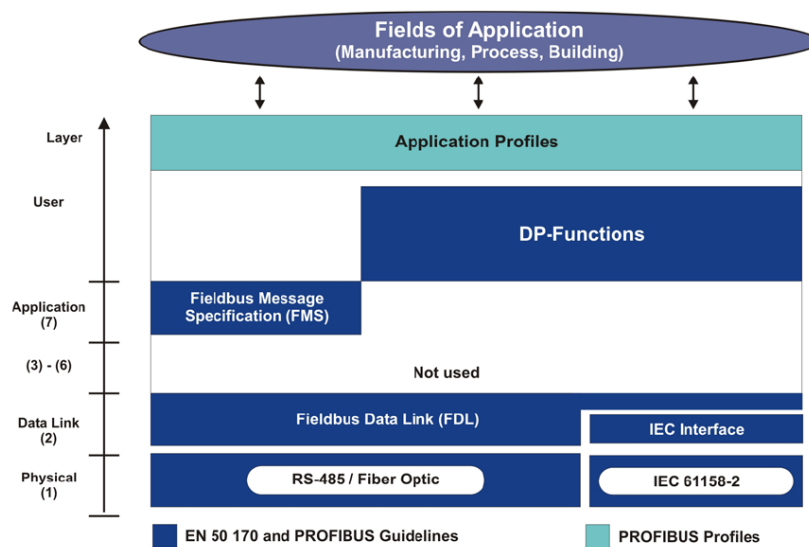 Fields of Application
(Manufacturing, Process, Building)
Layer
Application Profiles
User
DP-Functions
Application
(7)
Fieldbus Message
Specification (FMS)
(3) - (6)
Not used
Data Link
(2)
Fieldbus Data Link (FDL)
IEC Interface
Physical
(1)
RS-485 / Fiber Optic
IEC 61158-2
EN 50 170 and PROFIBUS Guidelines
PROFIBUS Profiles